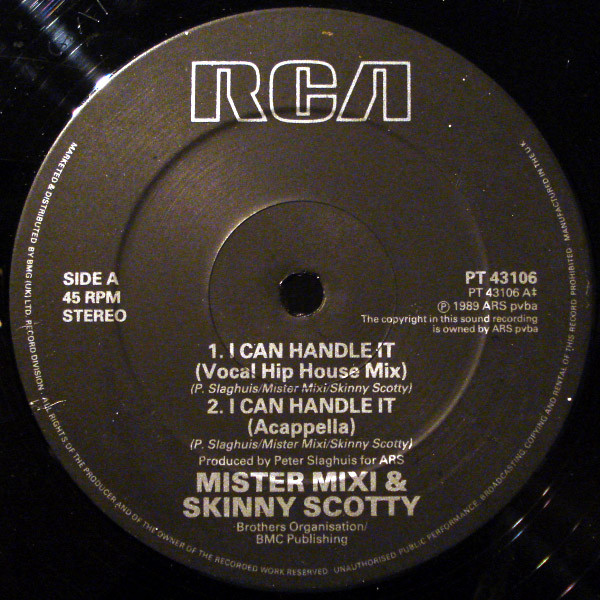 RCA
SIDE A
45 RPM
STEREO
PT 43106
PT 43106 A‡
Ⓟ 1989 ARS pvba
The copyright in this sound recording
is owned by ARS pvba
1. I CAN HANDLE IT
(Vocal Hip House Mix)
(P. Slaghuis/Mister Mixi/Skinny Scotty)
2. I CAN HANDLE IT
(Acappella)
(P. Slaghuis/Mister Mixi/Skinny Scotty)
Produced by Peter Slaghuis for ARS
MISTER MIXI &
SKINNY SCOTTY
Brothers Organisation/
BMC Publishing
MARKETED & DISTRIBUTED BY BMG (UK) LTD. RECORD DIVISION . ALL RIGHTS OF THE PRODUCER AND OF THE OWNER OF THE RECORDED WORK RESERVED . UNAUTHORISED PUBLIC PERFORMANCE, BROADCASTING, COPYING AND RENTAL OF THIS RECORD PROHIBITED . MANUFACTURED IN THE UK